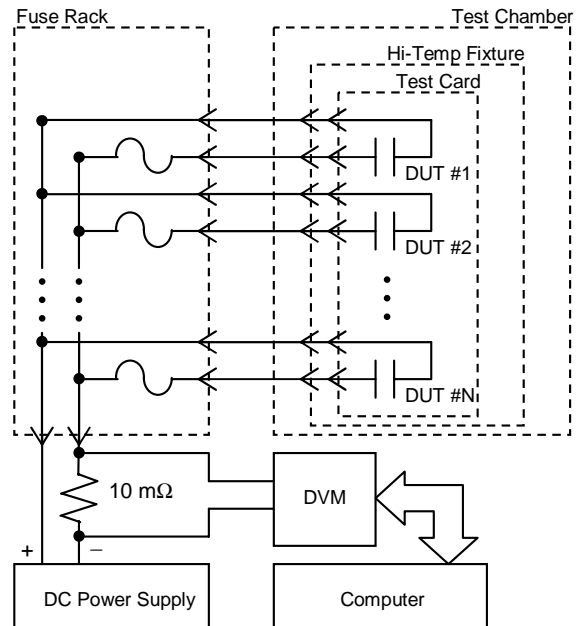 Fuse Rack
Test Chamber
Hi-Temp Fixture
Test Card
DUT #1
DUT #2
DUT #N
10 mΩ
DVM
+
–
DC Power Supply
Computer